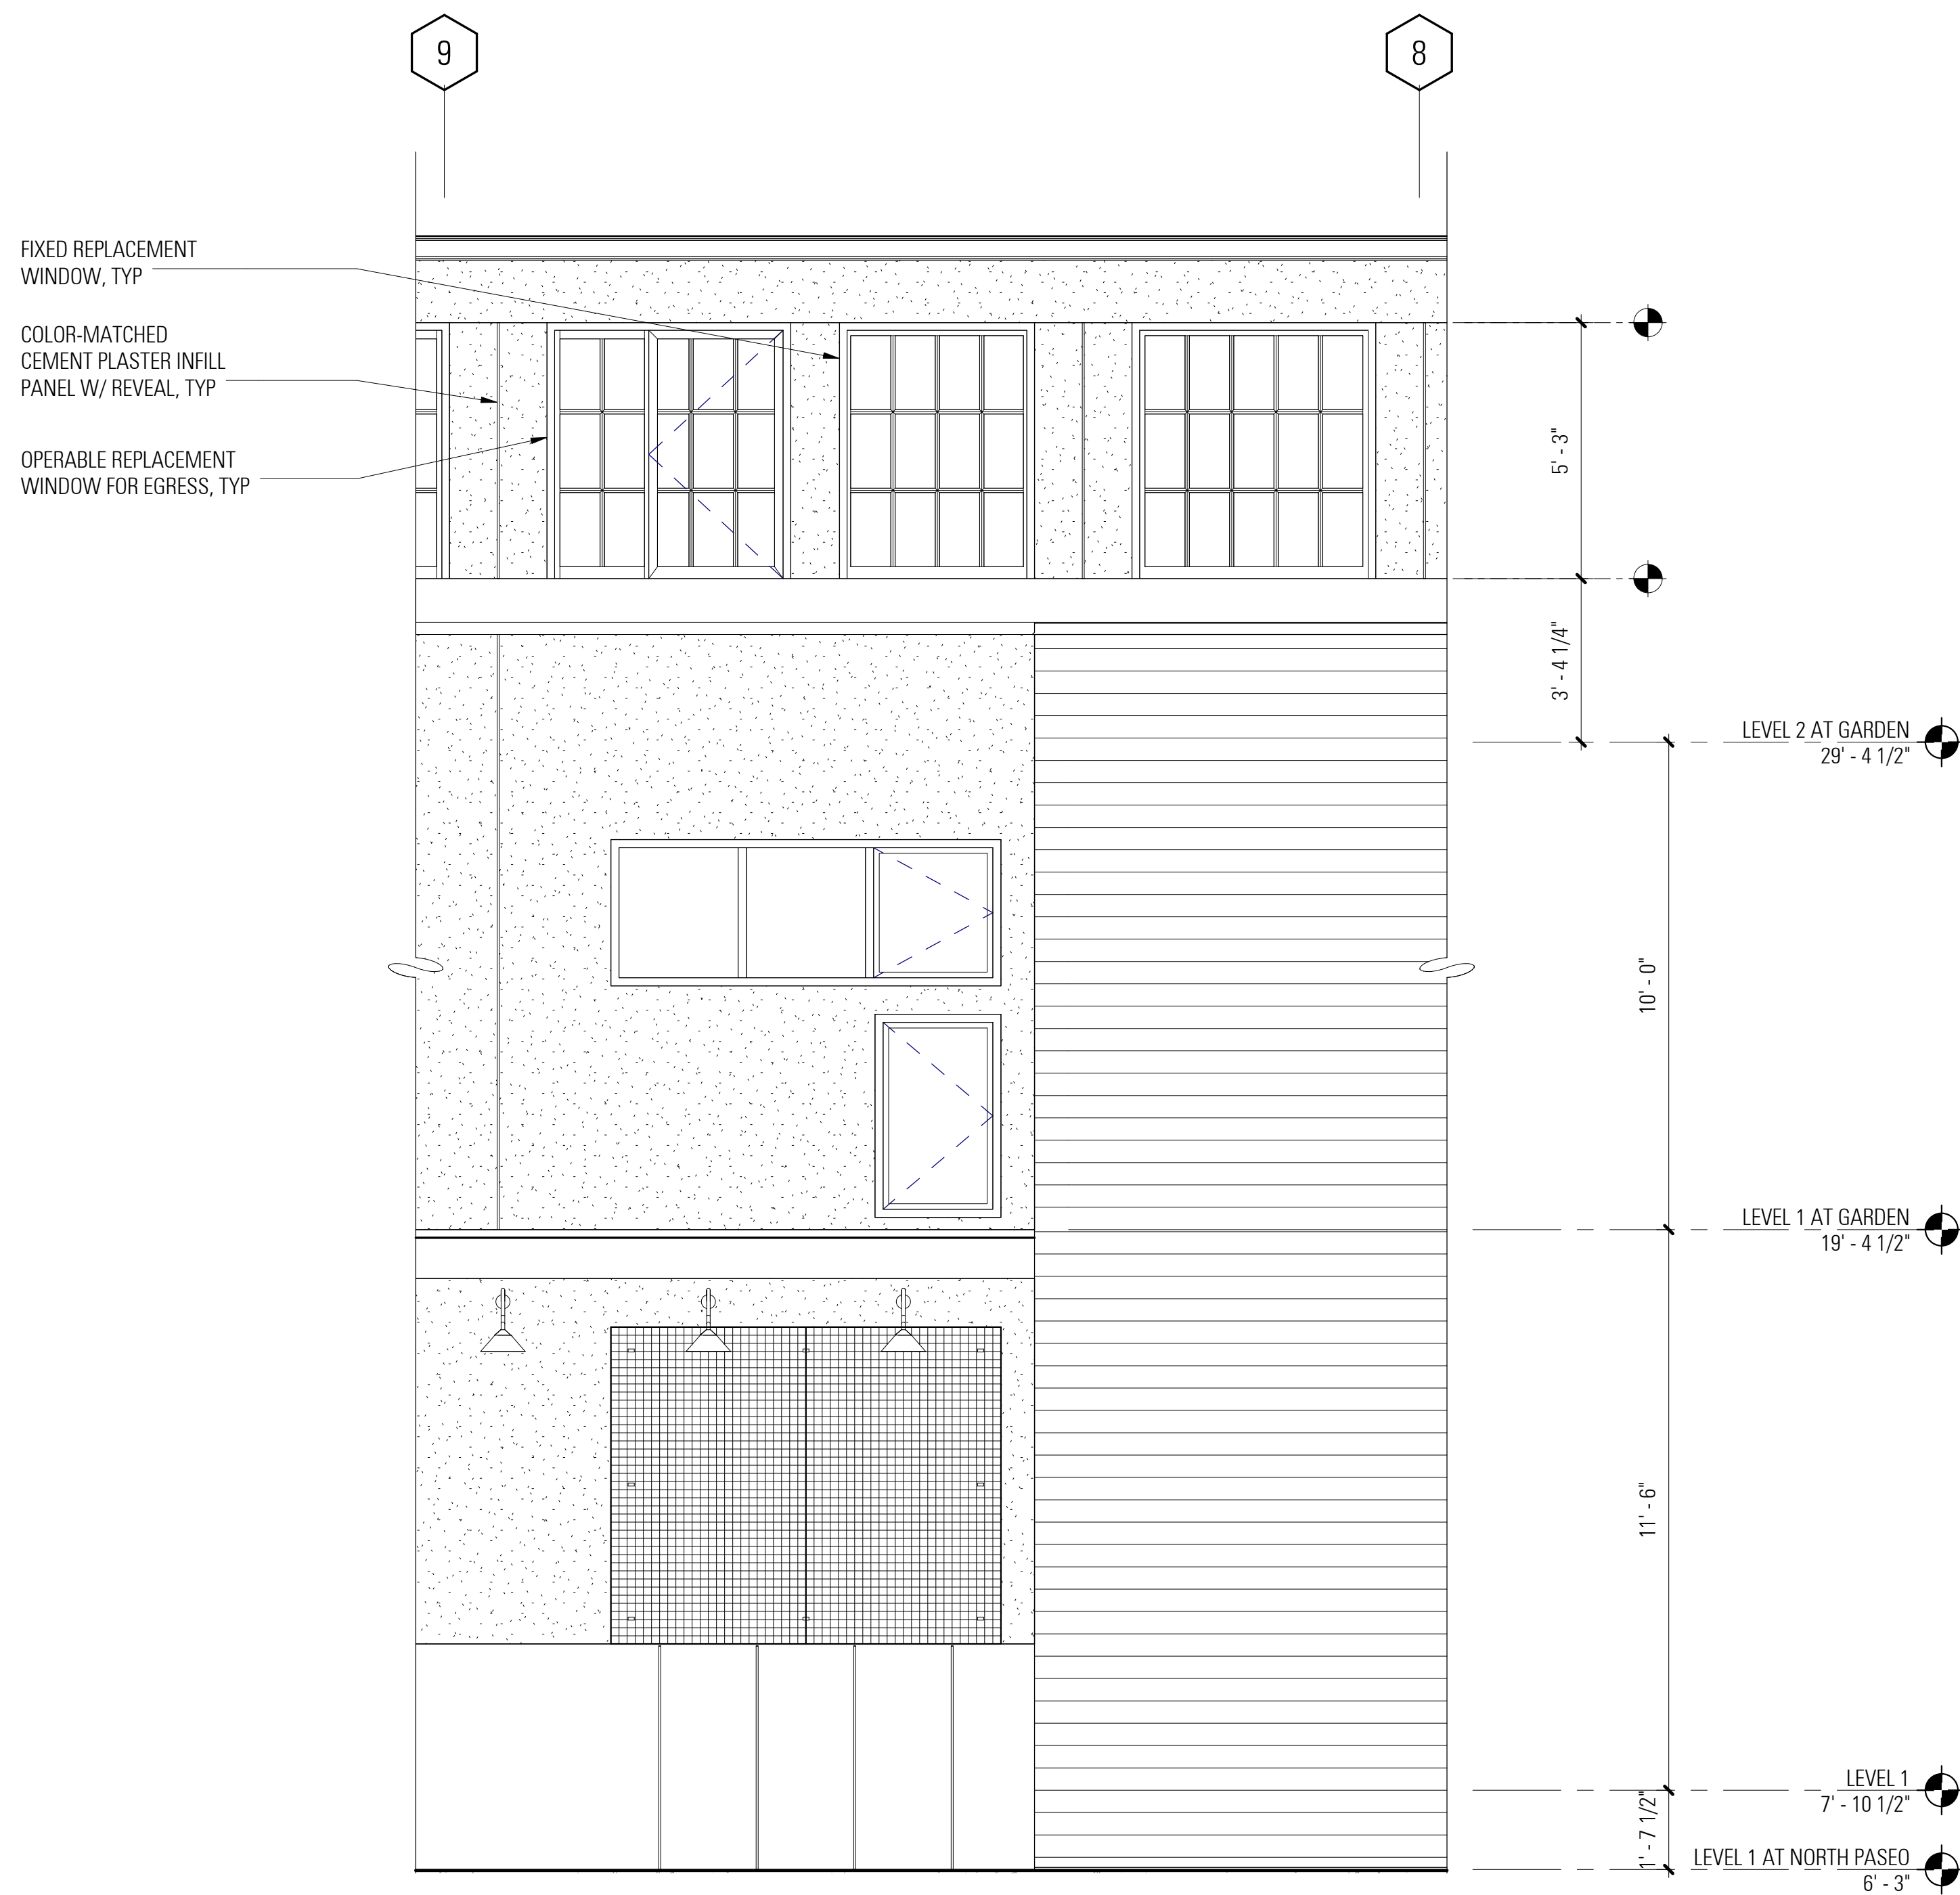 9
8
FIXED REPLACEMENT
WINDOW, TYP
COLOR-MATCHED
CEMENT PLASTER INFILL
PANEL W/ REVEAL, TYP
OPERABLE REPLACEMENT
WINDOW FOR EGRESS, TYP
5' - 3"
3' - 4 1/4"
LEVEL 2 AT GARDEN
29' - 4 1/2"
10' - 0"
LEVEL 1 AT GARDEN
19' - 4 1/2"
11' - 6"
LEVEL 1
7' - 10 1/2"
1' - 7 1/2"
LEVEL 1 AT NORTH PASEO
6' - 3"